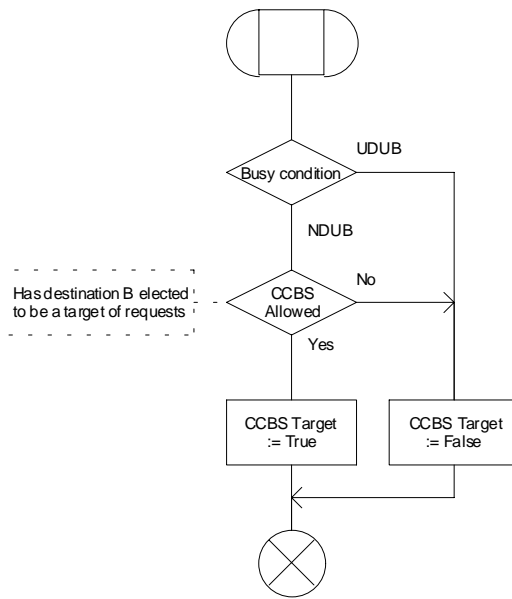 UDUB
Busy condition
NDUB
Has destination B elected
to be a target of requests
CCBS
Allowed
No
Yes
CCBS Target
:= True
CCBS Target
:= False